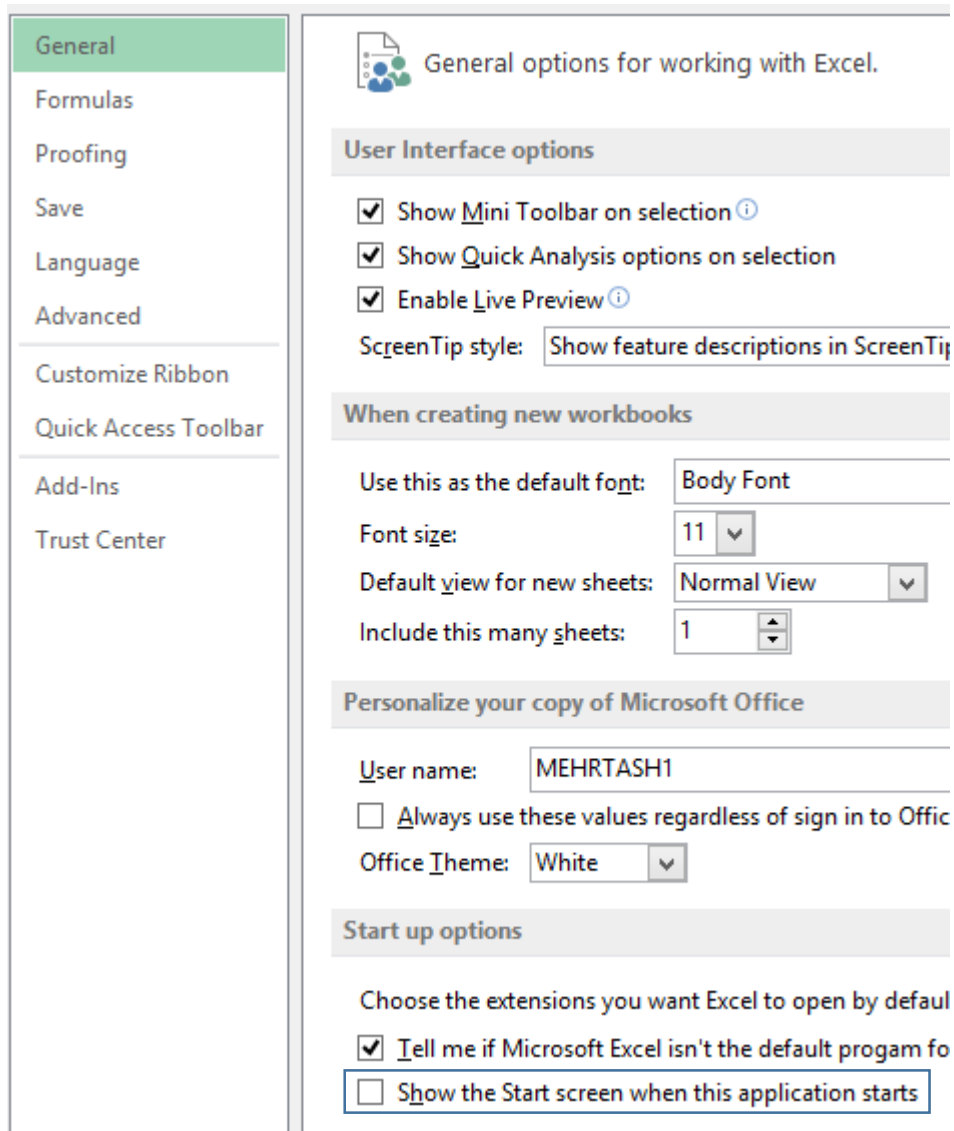 General
Formulas
Proofing
Save
Language
Advanced
Customize Ribbon
Quick Access Toolbar
Add-Ins
Trust Center
General options for working with Excel.
User Interface options
Show Mini Toolbar on selection
Show Quick Analysis options on selection
Enable Live Preview
ScreenTip style: Show feature descriptions in ScreenTip
When creating new workbooks
Use this as the default font: Body Font
Font size: 11
Default view for new sheets: Normal View
Include this many sheets: 1
Personalize your copy of Microsoft Office
User name: MEHRTASH1
Always use these values regardless of sign in to Offic
Office Theme: White
Start up options
Choose the extensions you want Excel to open by defaul
Tell me if Microsoft Excel isn't the default progam fo
Show the Start screen when this application starts